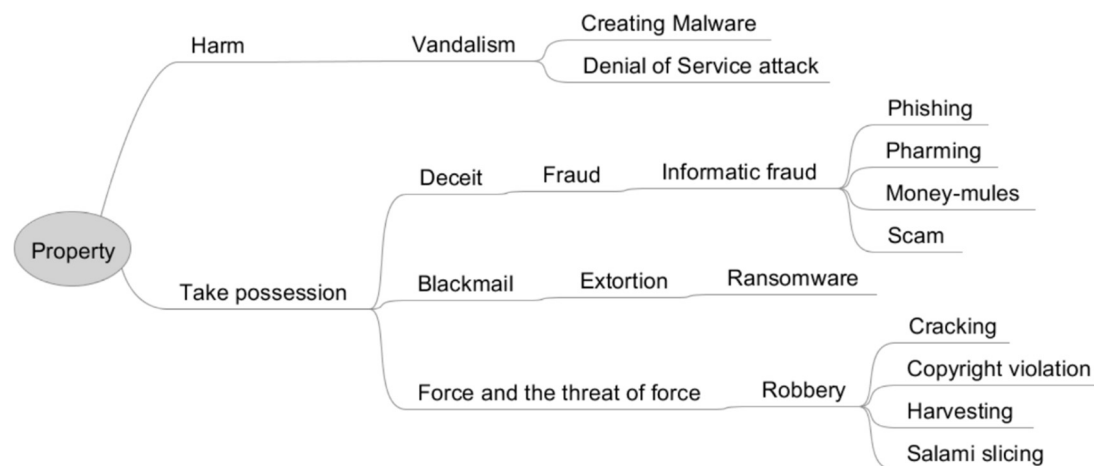 Property
Harm
Vandalism
Creating Malware
Denial of Service attack
Take possession
Deceit
Fraud
Informatic fraud
Phishing
Pharming
Money-mules
Scam
Blackmail
Extortion
Ransomware
Force and the threat of force
Robbery
Cracking
Copyright violation
Harvesting
Salami slicing